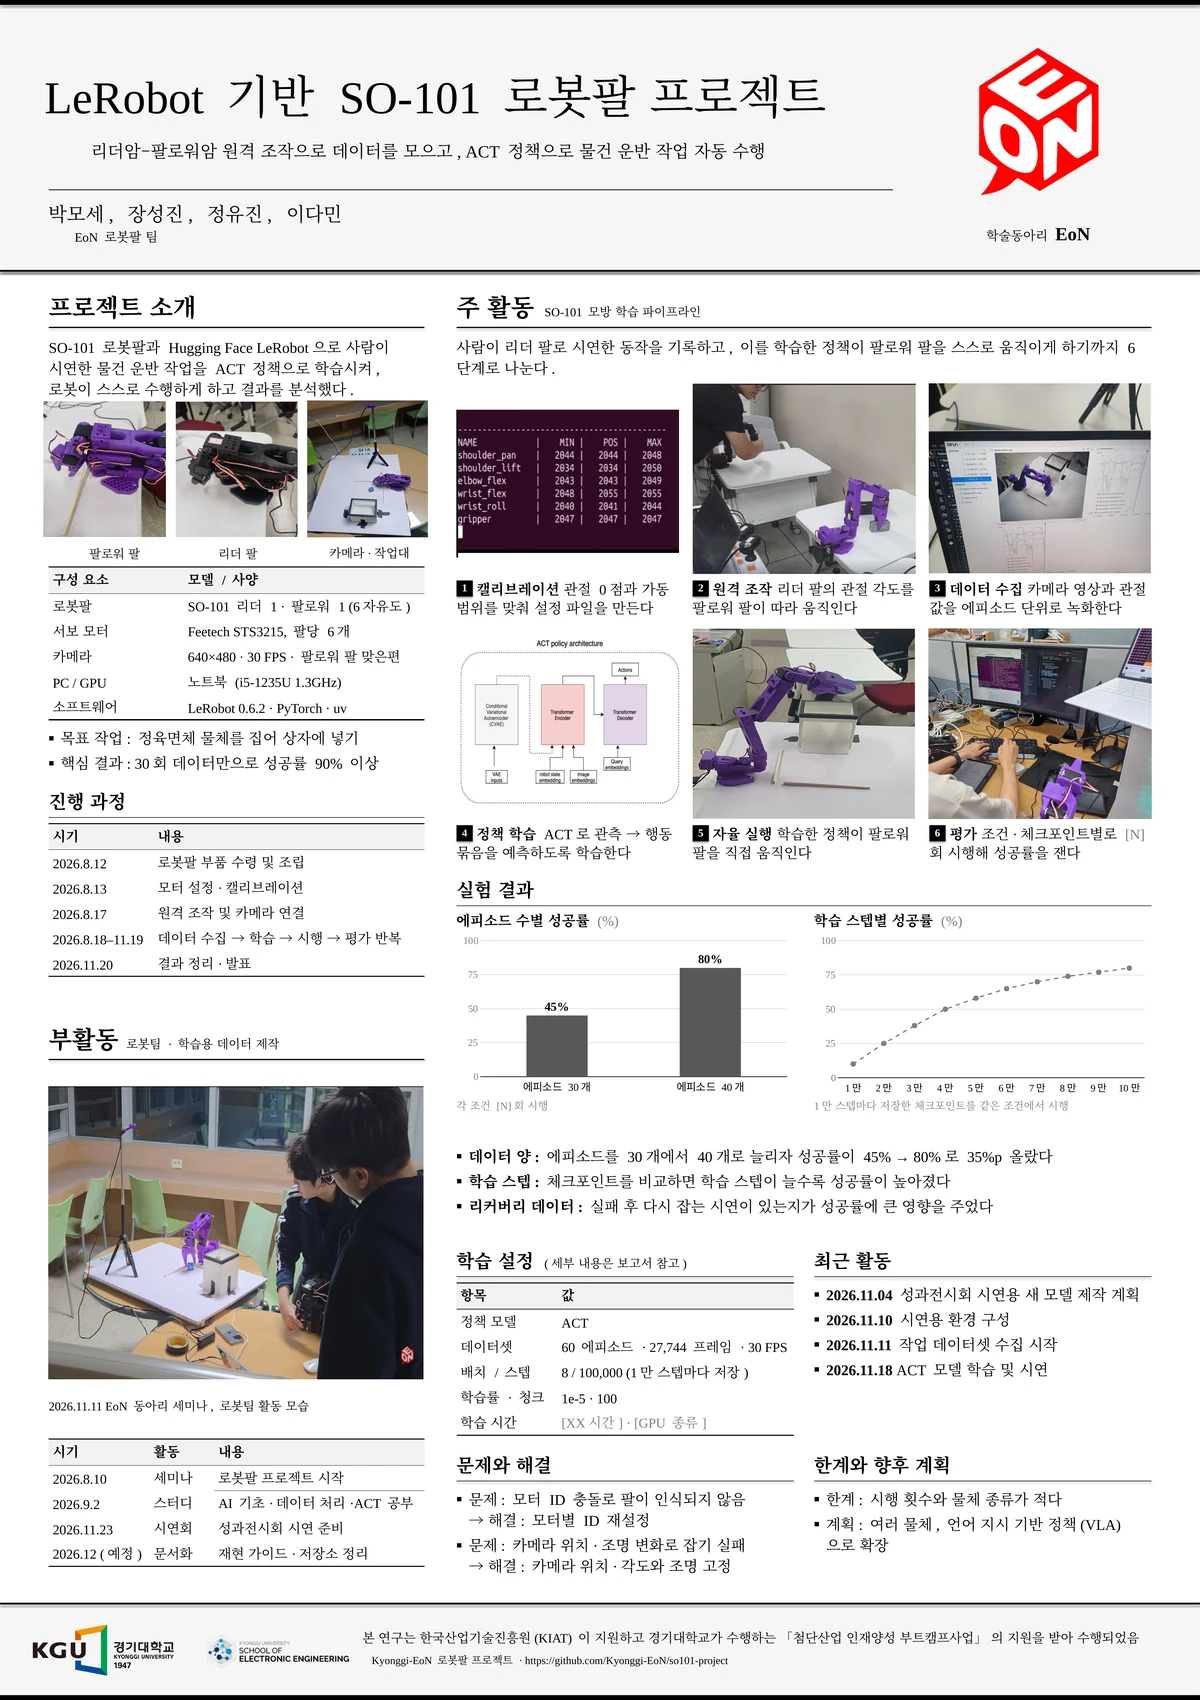 LeRobot 기반 SO-101 로봇팔 프로젝트
리더암-팔로워암 원격 조작으로 데이터를 모으고, ACT 정책으로 물건 운반 작업 자동 수행
박모세, 장성진, 정유진, 이다민
EoN 로봇팔 팀
EON
학술동아리 EoN
프로젝트 소개
SO-101 로봇팔과 Hugging Face LeRobot으로 사람이
시연한 물건 운반 작업을 ACT 정책으로 학습시켜,
로봇이 스스로 수행하게 하고 결과를 분석했다.
팔로워 팔
리더 팔
카메라 · 작업대
구성 요소 모델 / 사양
로봇팔 SO-101 리더 1 · 팔로워 1 (6자유도)
서보 모터 Feetech STS3215, 팔당 6개
카메라 640×480 · 30 FPS · 팔로워 팔 맞은편
PC / GPU 노트북 (i5-1235U 1.3GHz)
소프트웨어 LeRobot 0.6.2 · PyTorch · uv
▪ 목표 작업 : 정육면체 물체를 집어 상자에 넣기
▪ 핵심 결과 : 30회 데이터만으로 성공률 90% 이상
진행 과정
시기 내용
2026.8.12 로봇팔 부품 수령 및 조립
2026.8.13 모터 설정 · 캘리브레이션
2026.8.17 원격 조작 및 카메라 연결
2026.8.18–11.19 데이터 수집 → 학습 → 시행 → 평가 반복
2026.11.20 결과 정리 · 발표
부활동 로봇팀 · 학습용 데이터 제작
EON
2026.11.11 EoN 동아리 세미나, 로봇팀 활동 모습
시기 활동 내용
2026.8.10 세미나 로봇팔 프로젝트 시작
2026.9.2 스터디 AI 기초 · 데이터 처리 · ACT 공부
2026.11.23 시연회 성과전시회 시연 준비
2026.12 (예정) 문서화 재현 가이드 · 저장소 정리
주 활동 SO-101 모방 학습 파이프라인
사람이 리더 팔로 시연한 동작을 기록하고, 이를 학습한 정책이 팔로워 팔을 스스로 움직이게 하기까지 6
단계로 나눈다.
NAME | MIN | POS | MAX
shoulder_pan | 2044 | 2044 | 2048
shoulder_lift | 2034 | 2034 | 2050
elbow_flex | 2043 | 2043 | 2049
wrist_flex | 2048 | 2055 | 2055
wrist_roll | 2040 | 2041 | 2044
gripper | 2047 | 2047 | 2047
1 캘리브레이션 관절 0점과 가동
범위를 맞춰 설정 파일을 만든다
2 원격 조작 리더 팔의 관절 각도를
팔로워 팔이 따라 움직인다
3 데이터 수집 카메라 영상과 관절
값을 에피소드 단위로 녹화한다
ACT policy architecture
Actions
Conditional
Variational
Autoencoder
(CVAE)
Transformer
Encoder
Transformer
Decoder
VAE
inputs
robot state
embedding
Image
embeddings
Query
embeddings
4 정책 학습 ACT로 관측 → 행동
묶음을 예측하도록 학습한다
5 자율 실행 학습한 정책이 팔로워
팔을 직접 움직인다
6 평가 조건 · 체크포인트별로 [N]
회 시행해 성공률을 잰다
실험 결과
에피소드 수별 성공률 (%)
100
75
50
25
0
45%
80%
에피소드 30개
에피소드 40개
각 조건 [N]회 시행
학습 스텝별 성공률 (%)
100
75
50
25
0
1만 2만 3만 4만 5만 6만 7만 8만 9만 10만
1만 스텝마다 저장한 체크포인트를 같은 조건에서 시행
▪ 데이터 양 : 에피소드를 30개에서 40개로 늘리자 성공률이 45% → 80%로 35%p 올랐다
▪ 학습 스텝 : 체크포인트를 비교하면 학습 스텝이 늘수록 성공률이 높아졌다
▪ 리커버리 데이터 : 실패 후 다시 잡는 시연이 있는지가 성공률에 큰 영향을 주었다
학습 설정 (세부 내용은 보고서 참고)
항목 값
정책 모델 ACT
데이터셋 60 에피소드 · 27,744 프레임 · 30 FPS
배치 / 스텝 8 / 100,000 (1만 스텝마다 저장)
학습률 · 청크 1e-5 · 100
학습 시간 [XX 시간] · [GPU 종류]
최근 활동
▪ 2026.11.04 성과전시회 시연용 새 모델 제작 계획
▪ 2026.11.10 시연용 환경 구성
▪ 2026.11.11 작업 데이터셋 수집 시작
▪ 2026.11.18 ACT 모델 학습 및 시연
문제와 해결
▪ 문제 : 모터 ID 충돌로 팔이 인식되지 않음
→ 해결 : 모터별 ID 재설정
▪ 문제 : 카메라 위치 · 조명 변화로 잡기 실패
→ 해결 : 카메라 위치 · 각도와 조명 고정
한계와 향후 계획
▪ 한계 : 시행 횟수와 물체 종류가 적다
▪ 계획 : 여러 물체, 언어 지시 기반 정책 (VLA)
으로 확장
KGU 경기대학교
KYONGGI UNIVERSITY
1947
KYONGGI UNIVERSITY
SCHOOL OF
ELECTRONIC ENGINEERING
본 연구는 한국산업기술진흥원(KIAT)이 지원하고 경기대학교가 수행하는 「첨단산업 인재양성 부트캠프사업」의 지원을 받아 수행되었음
Kyonggi-EoN 로봇팔 프로젝트 · https://github.com/Kyonggi-EoN/so101-project